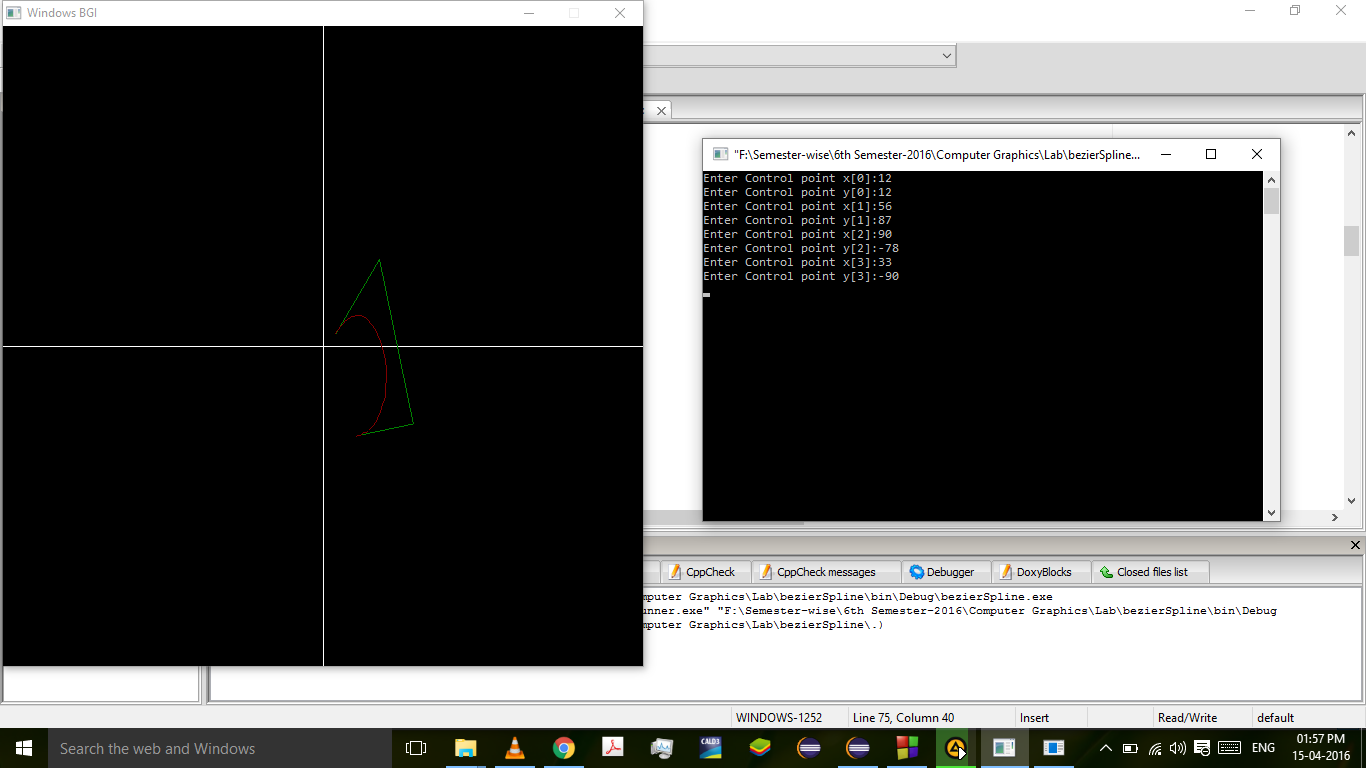 Windows BGI
"F:\Semester-wise\6th Semester-2016\Computer Graphics\Lab\bezierSpline...
Enter Control point x[0]:12
Enter Control point y[0]:12
Enter Control point x[1]:56
Enter Control point y[1]:87
Enter Control point x[2]:90
Enter Control point y[2]:-78
Enter Control point x[3]:33
Enter Control point y[3]:-90
CppCheck CppCheck messages Debugger DoxyBlocks Closed files list
mputer Graphics\Lab\bezierSpline\bin\Debug\bezierSpline.exe
unner.exe" "F:\Semester-wise\6th Semester-2016\Computer Graphics\Lab\bezierSpline\bin\Debug
mputer Graphics\Lab\bezierSpline\.)
WINDOWS-1252 Line 75, Column 40 Insert Read/Write default
Search the web and Windows
CALD3
ENG
01:57 PM
15-04-2016